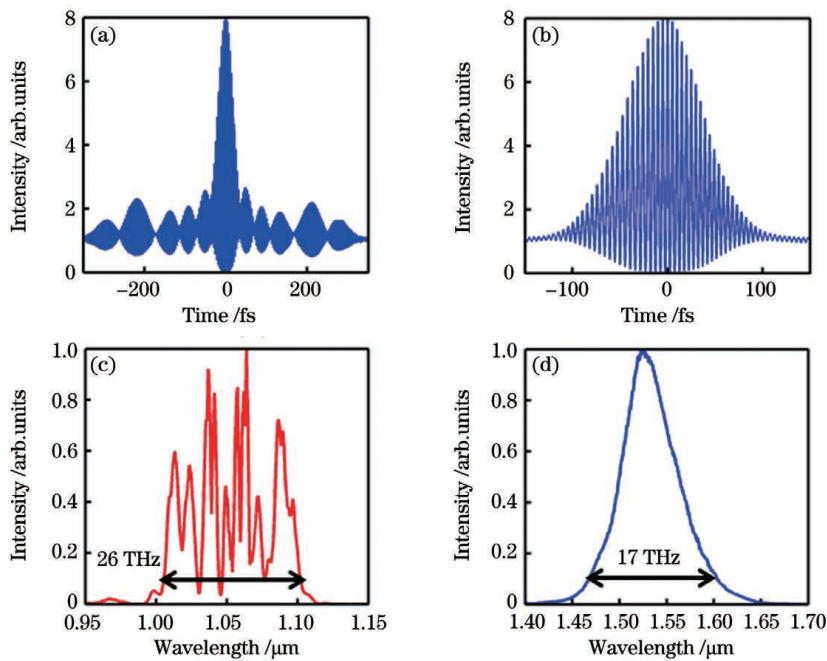 (a)
Intensity /arb.units
8
6
4
2
0
−200
0
200
Time /fs
(b)
Intensity /arb.units
8
6
4
2
0
−100
0
100
Time /fs
(c)
Intensity /arb.units
1.0
0.8
0.6
0.4
0.2
0
26 THz
0.95
1.00
1.05
1.10
1.15
Wavelength /μm
(d)
Intensity /arb.units
1.0
0.8
0.6
0.4
0.2
0
17 THz
1.40
1.45
1.50
1.55
1.60
1.65
1.70
Wavelength /μm